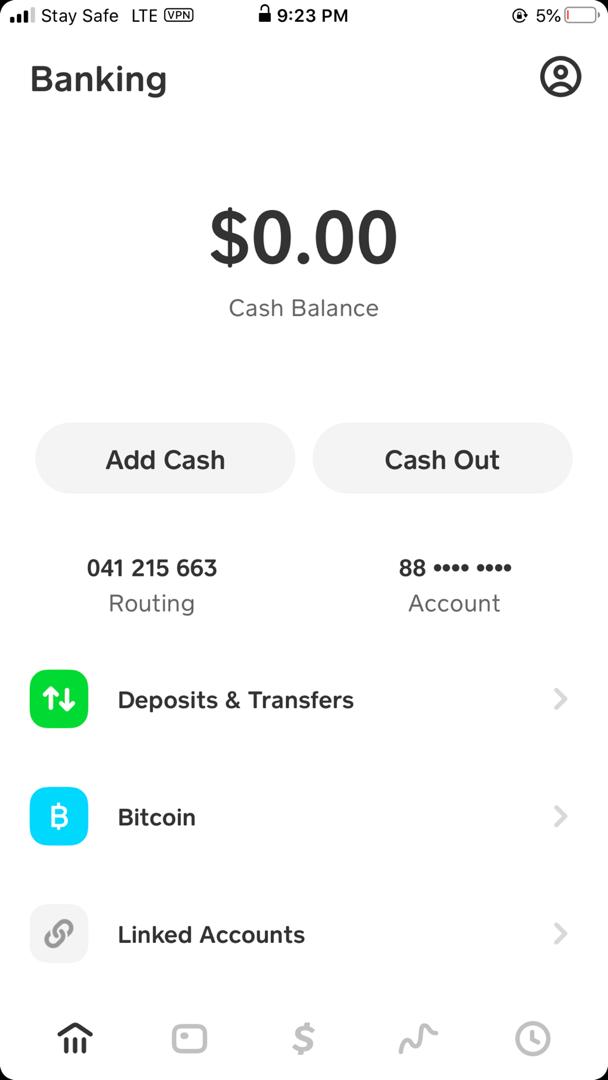 Stay Safe LTE VPN 9:23 PM 5%
Banking
$0.00
Cash Balance
Add Cash Cash Out
041 215 663 88 •••• ••••
Routing Account
Deposits & Transfers
Bitcoin
Linked Accounts